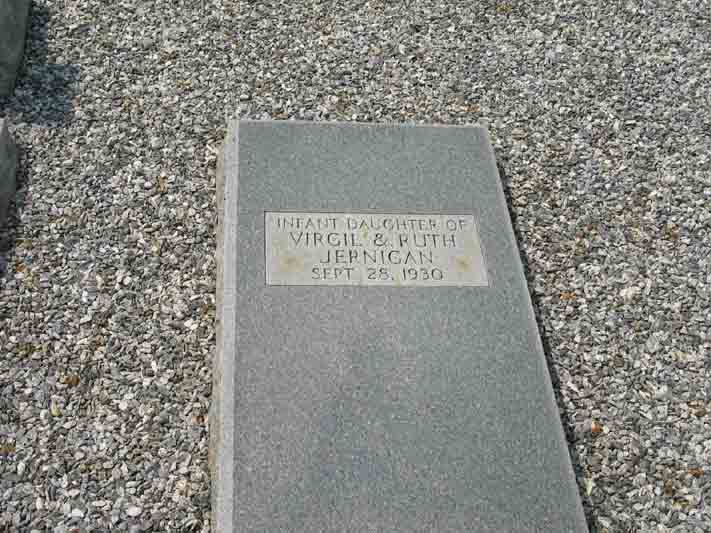 INFANT DAUGHTER OF
VIRGIL & RUTH
JERNIGAN
SEPT. 28, 1930